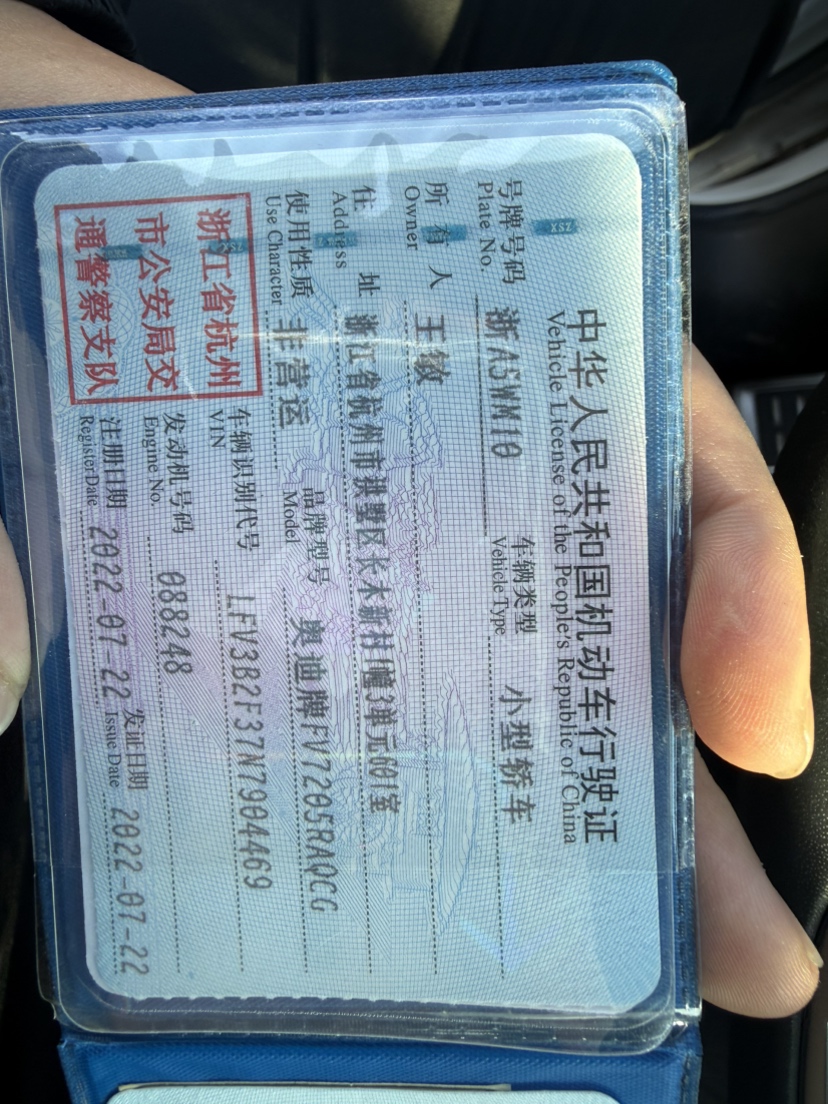 中华人民共和国机动车行驶证
Vehicle License of the People's Republic of China
号牌号码 浙A5WM10 车辆类型 小型轿车
Plate No. Vehicle Type
所有人 王敏
Owner
住址 浙江省杭州市拱墅区长木新村1幢3单元601室
Address
使用性质 非营运 品牌型号 奥迪牌FV7205RAQCG
Use Character Model
浙江省杭州
市公安局交
通警察支队
车辆识别代号 LFV3B2F37N7904469
VIN
发动机号码 088248
Engine No.
注册日期 2022-07-22 发证日期 2022-07-22
Register Date Issue Date